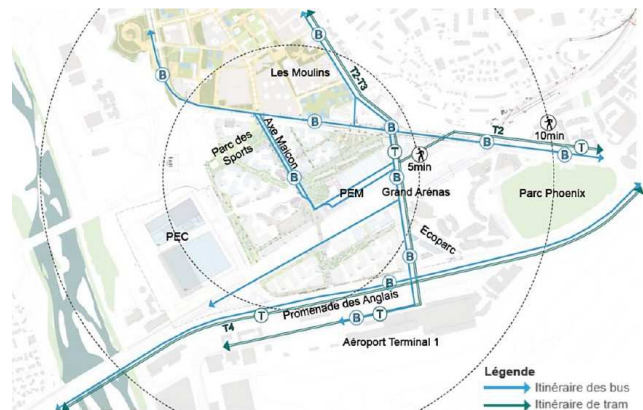 Les Moulins
B
T2-T3
B
B
B
T2
10min
B
T
B
T
5min
Parc des
Sports
Axe Maïcon
B
PEM
B
Grand Arénas
Parc Phoenix
PEC
Ecoparc
B
B
Promenade des Anglais
T4
T
B
T
Aéroport Terminal 1
Légende
Itinéraire des bus
Itinéraire de tram